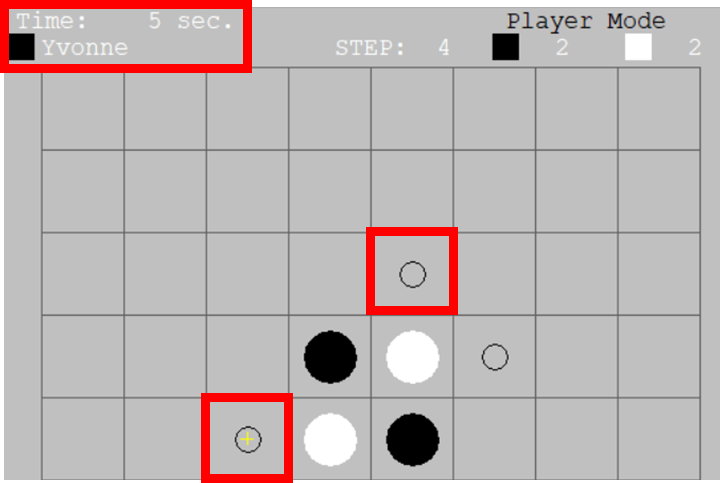 Time: 5 sec. Player Mode
Yvonne STEP: 4 2 2